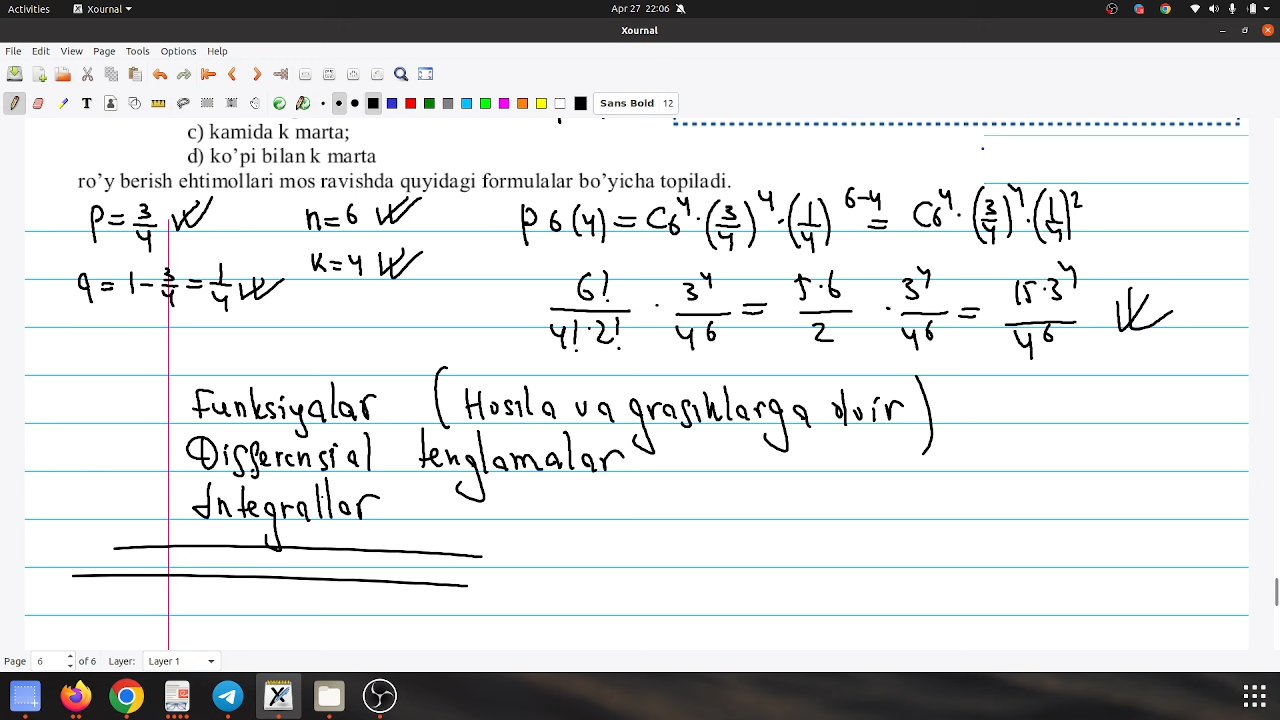 Activities Xournal Apr 27 22:06
Xournal
File Edit View Page Tools Options Help
T Sans Bold 12
c) kamida k marta;
d) ko'pi bilan k marta
ro'y berish ehtimollari mos ravishda quyidagi formulalar bo'yicha topiladi.
p = 3/4 n = 6 P6(4) = C6^4 · (3/4)^4 · (1/4)^6-4 = C6^4 · (3/4)^4 · (1/4)^2
q = 1 - 3/4 = 1/4 k = 4
6!/4!·2! · 3^4/4^6 = 5·6/2 · 3^4/4^6 = 15·3^4/4^6
Funksiyalar (Hosila va grafiklarga doir)
Differensial tenglamalar
Integrallar
Page 6 of 6 Layer: Layer 1